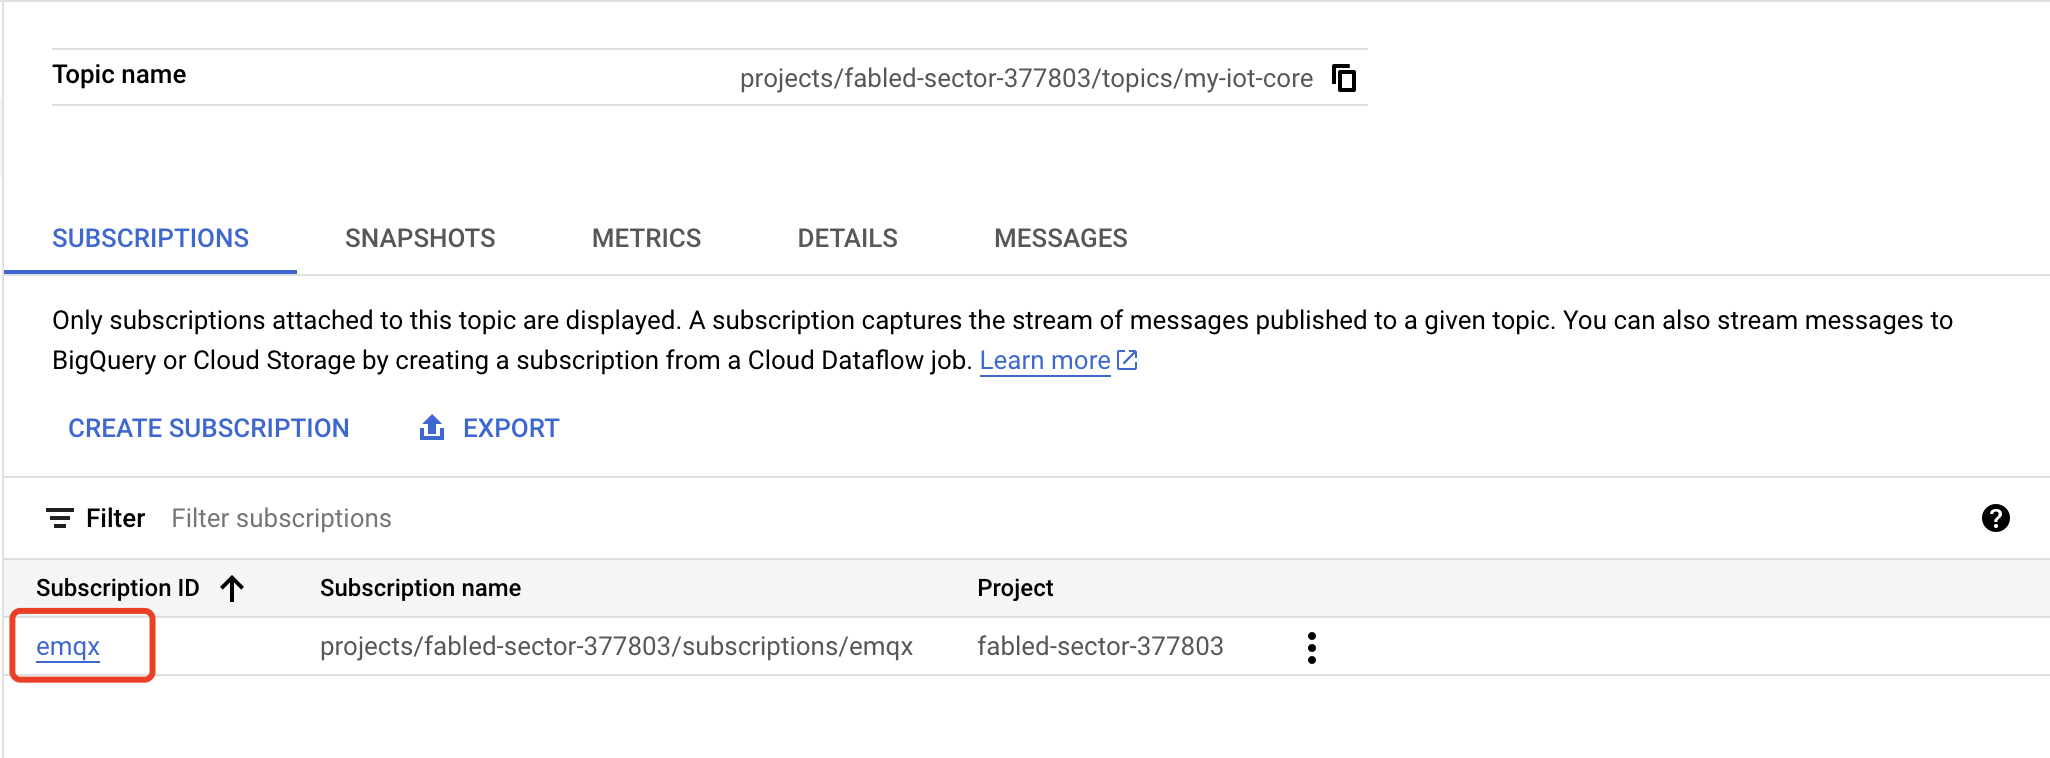 Topic name projects/fabled-sector-377803/topics/my-iot-core
SUBSCRIPTIONS SNAPSHOTS METRICS DETAILS MESSAGES
Only subscriptions attached to this topic are displayed. A subscription captures the stream of messages published to a given topic. You can also stream messages to
BigQuery or Cloud Storage by creating a subscription from a Cloud Dataflow job. Learn more
CREATE SUBSCRIPTION EXPORT
Filter Filter subscriptions
Subscription ID Subscription name Project
emqx projects/fabled-sector-377803/subscriptions/emqx fabled-sector-377803